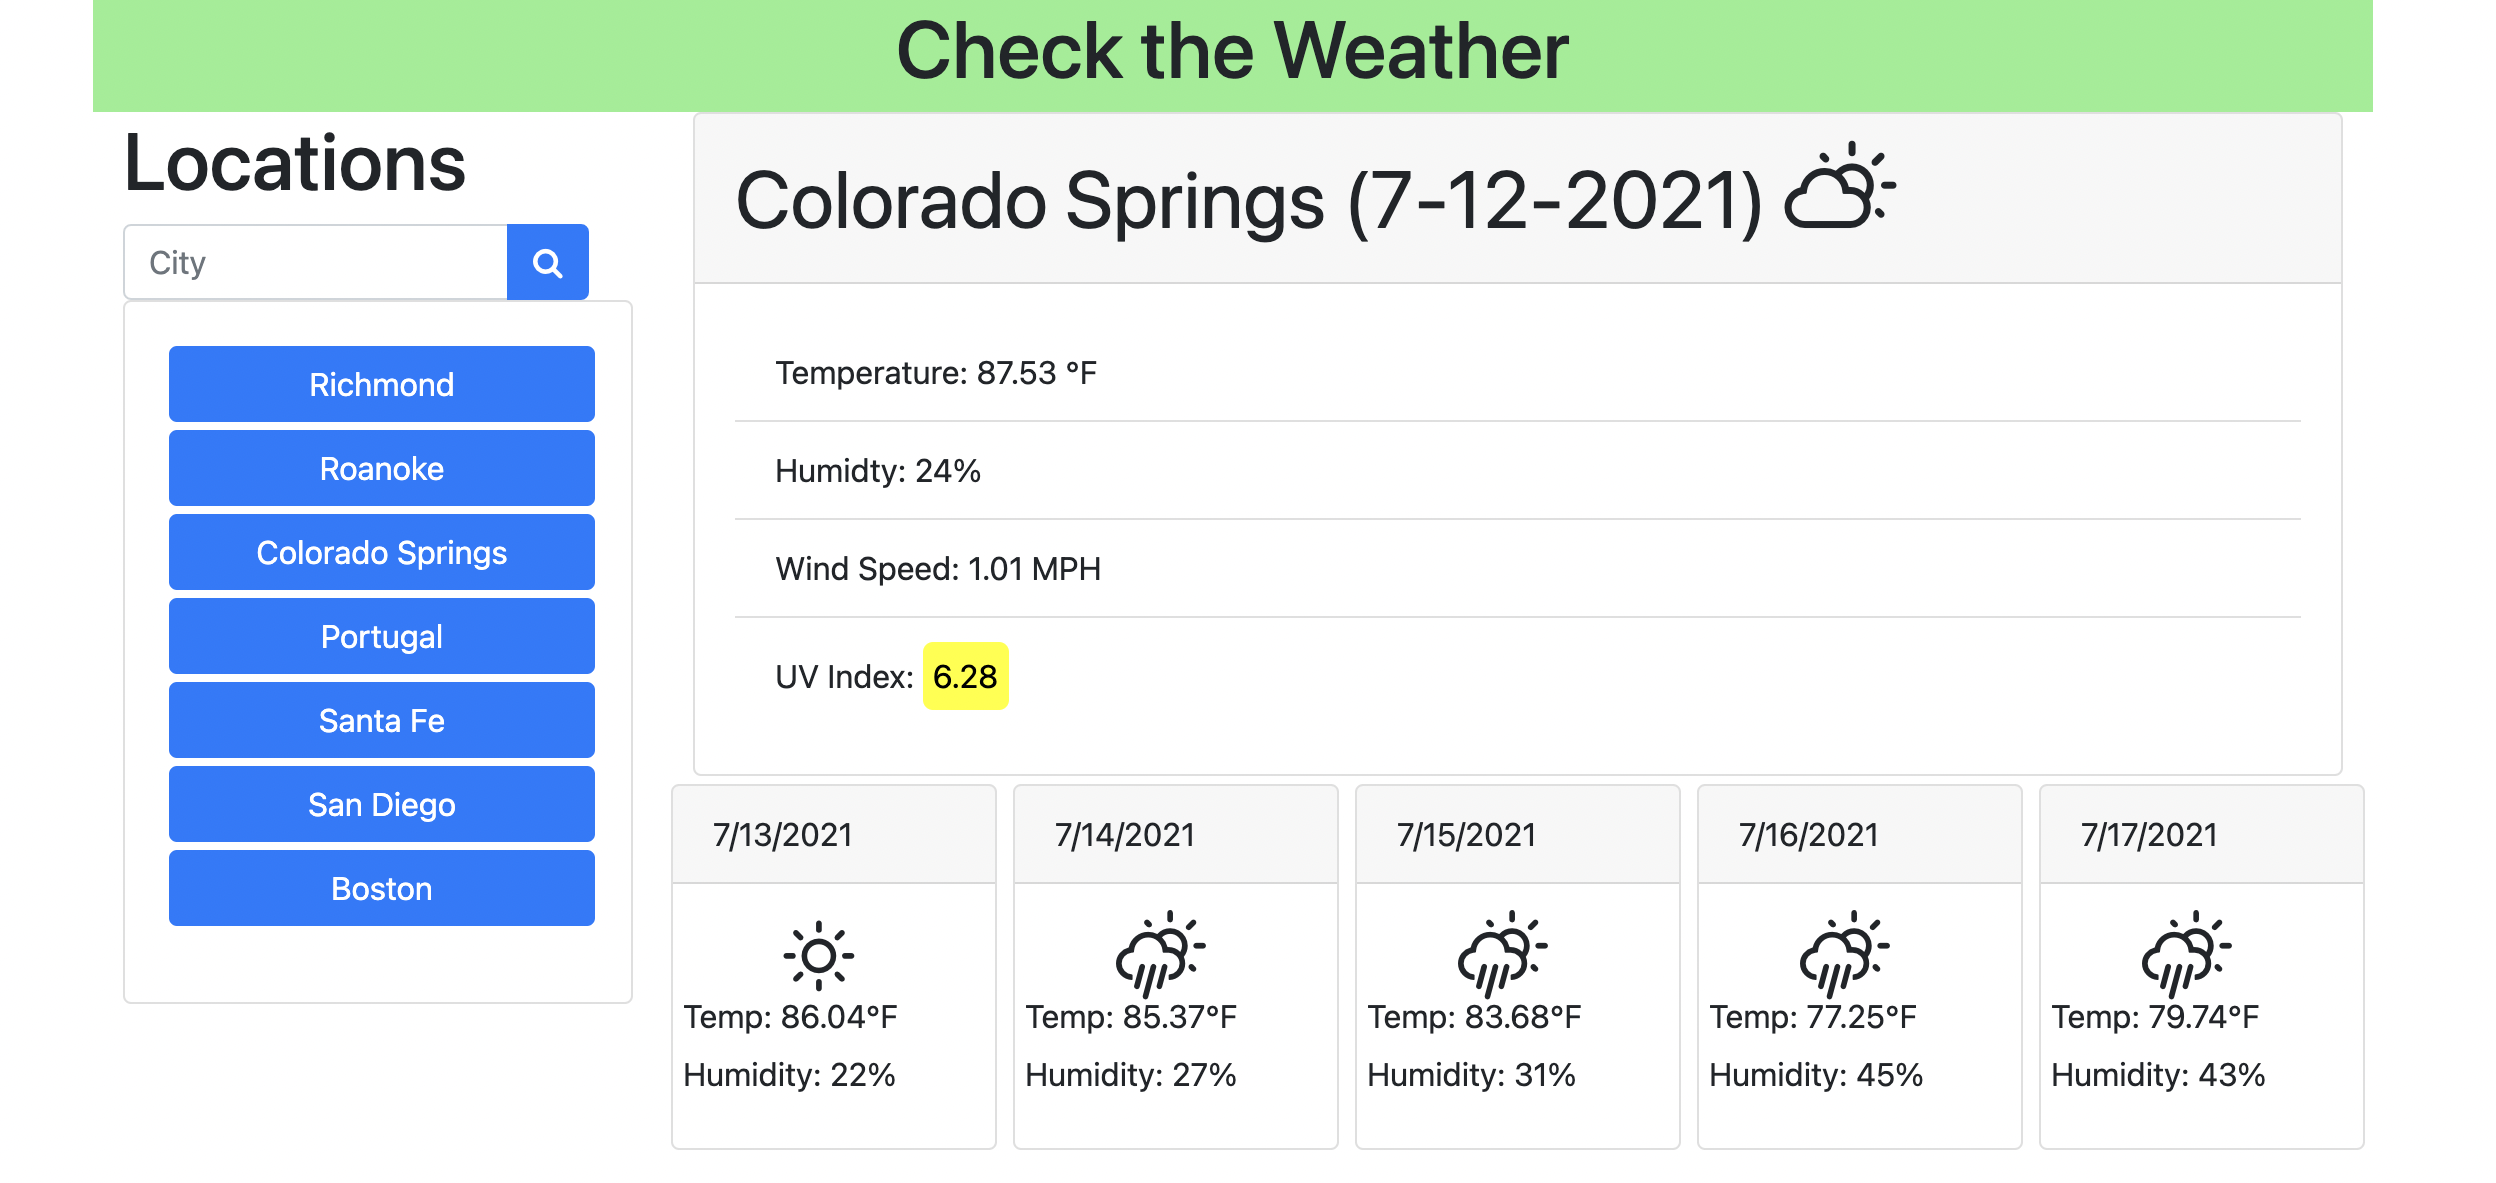 Check the Weather
Locations
City
Richmond
Roanoke
Colorado Springs
Portugal
Santa Fe
San Diego
Boston
Colorado Springs (7-12-2021)
Temperature: 87.53 °F
Humidty: 24%
Wind Speed: 1.01 MPH
UV Index: 6.28
7/13/2021
Temp: 86.04°F
Humidity: 22%
7/14/2021
Temp: 85.37°F
Humidity: 27%
7/15/2021
Temp: 83.68°F
Humidity: 31%
7/16/2021
Temp: 77.25°F
Humidity: 45%
7/17/2021
Temp: 79.74°F
Humidity: 43%